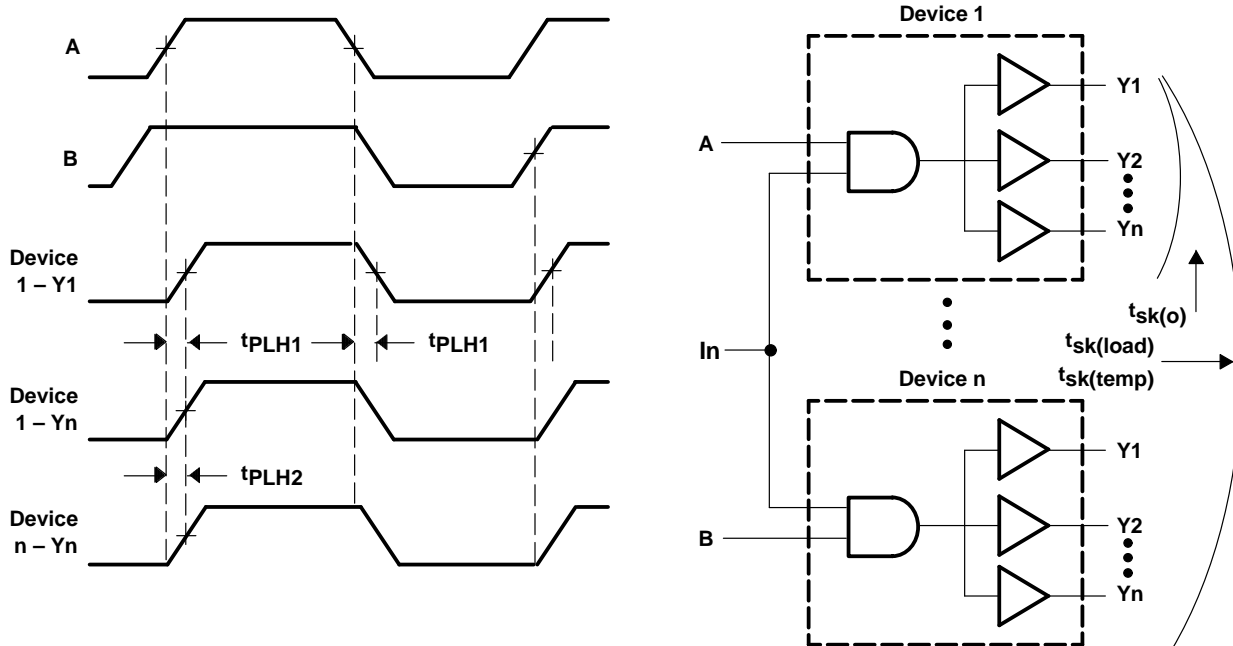 A
B
Device
1 – Y1
tPLH1
tPLH1
Device
1 – Yn
tPLH2
Device
n – Yn
Device 1
A
Y1
Y2
Yn
In
tsk(o)
tsk(load)
tsk(temp)
Device n
B
Y1
Y2
Yn